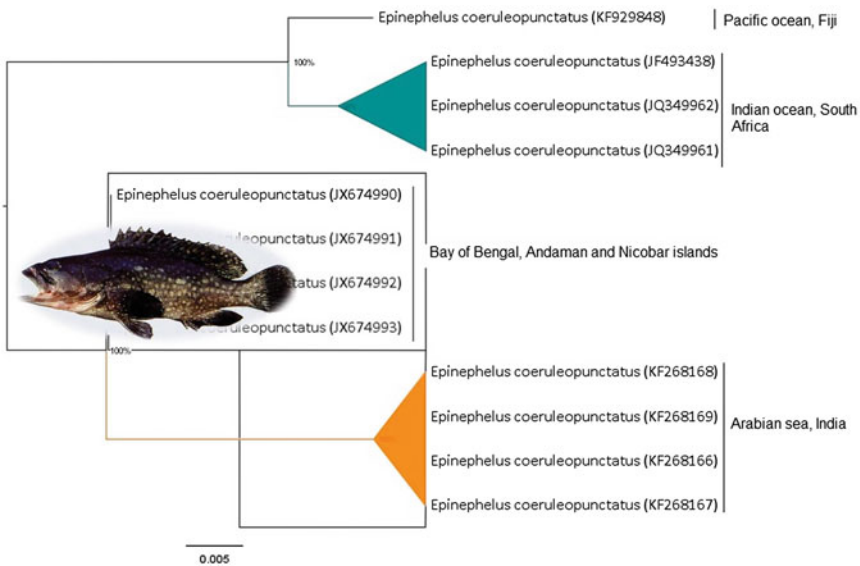 Epinephelus coeruleopunctatus (KF929848)
Pacific ocean, Fiji
100%
Epinephelus coeruleopunctatus (JF493438)
Epinephelus coeruleopunctatus (JQ349962)
Epinephelus coeruleopunctatus (JQ349961)
Indian ocean, South
Africa
Epinephelus coeruleopunctatus (JX674990)
coeruleopunctatus (JX674991)
(JX674992)
coeruleopunctatus (JX674993)
Bay of Bengal, Andaman and Nicobar islands
100%
Epinephelus coeruleopunctatus (KF268168)
Epinephelus coeruleopunctatus (KF268169)
Epinephelus coeruleopunctatus (KF268166)
Epinephelus coeruleopunctatus (KF268167)
Arabian sea, India
0.005